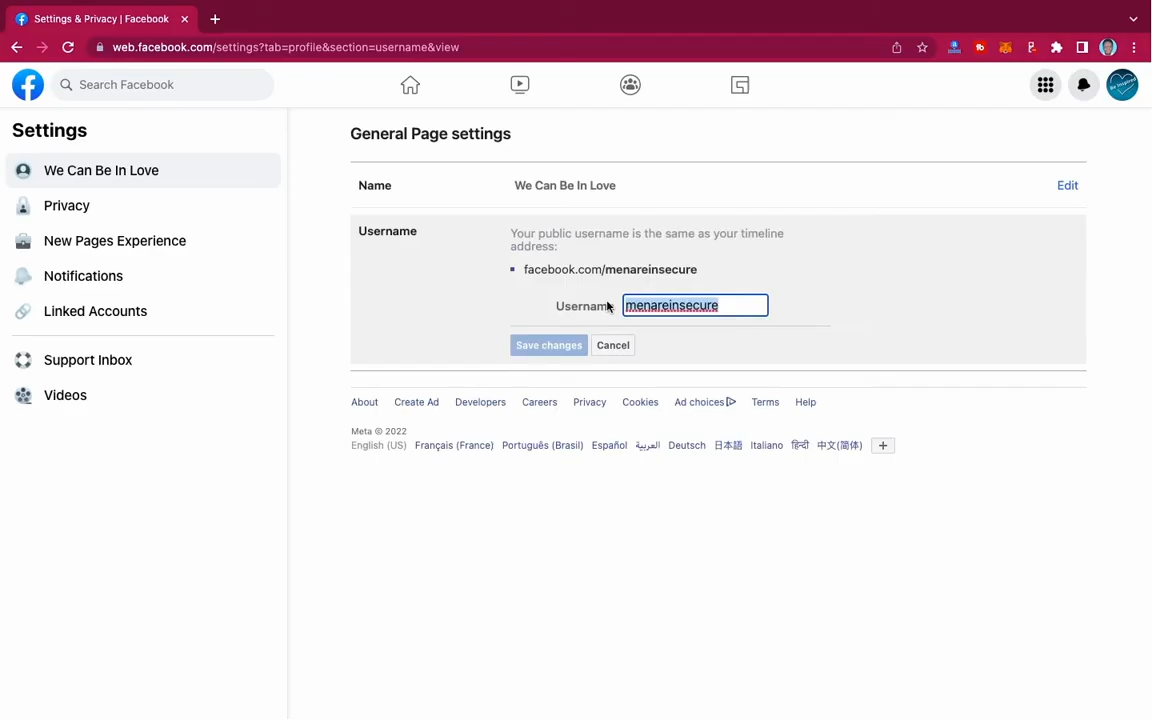 Settings & Privacy | Facebook
web.facebook.com/settings?tab=profile&section=username&view
Search Facebook
Settings
We Can Be In Love
Privacy
New Pages Experience
Notifications
Linked Accounts
Support Inbox
Videos
General Page settings
Name We Can Be In Love Edit
Username Your public username is the same as your timeline
address:
facebook.com/menareinsecure
Username menareinsecure
Save changes Cancel
About Create Ad Developers Careers Privacy Cookies Ad choices Terms Help
Meta © 2022
English (US) Français (France) Português (Brasil) Español العربية Deutsch 日本語 Italiano हिन्दी 中文(简体) +